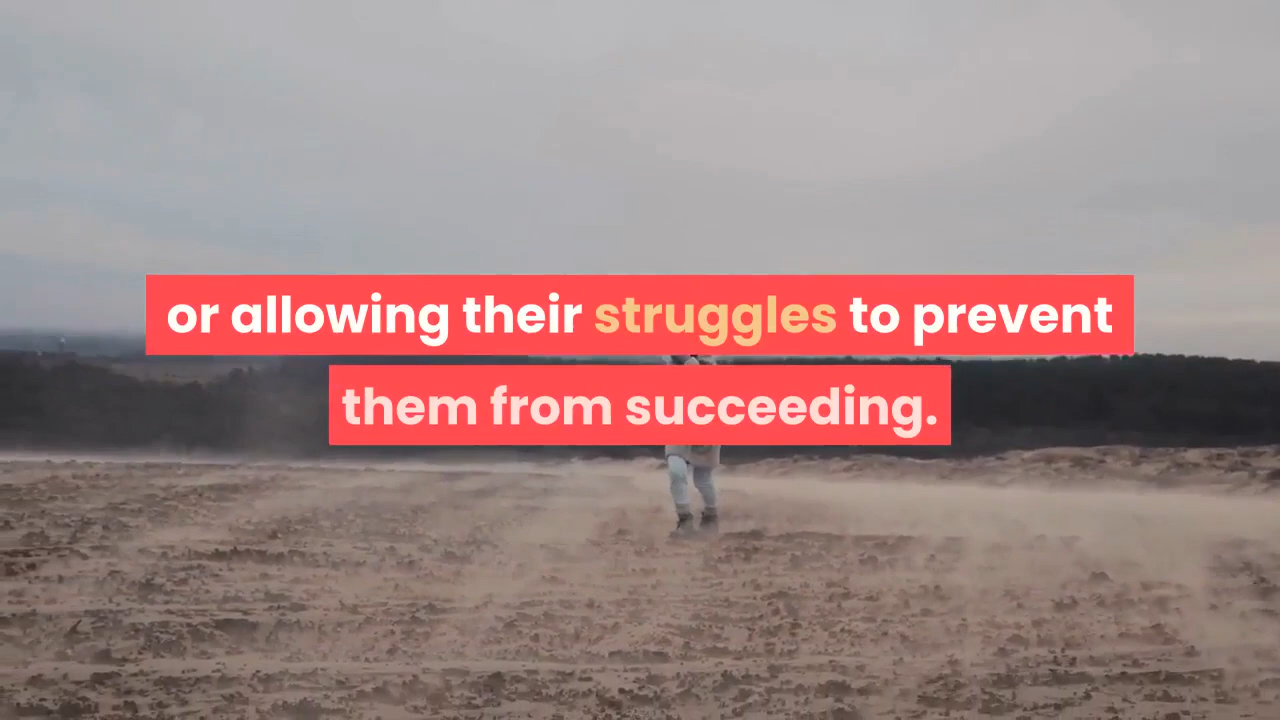 or allowing their struggles to prevent
them from succeeding.